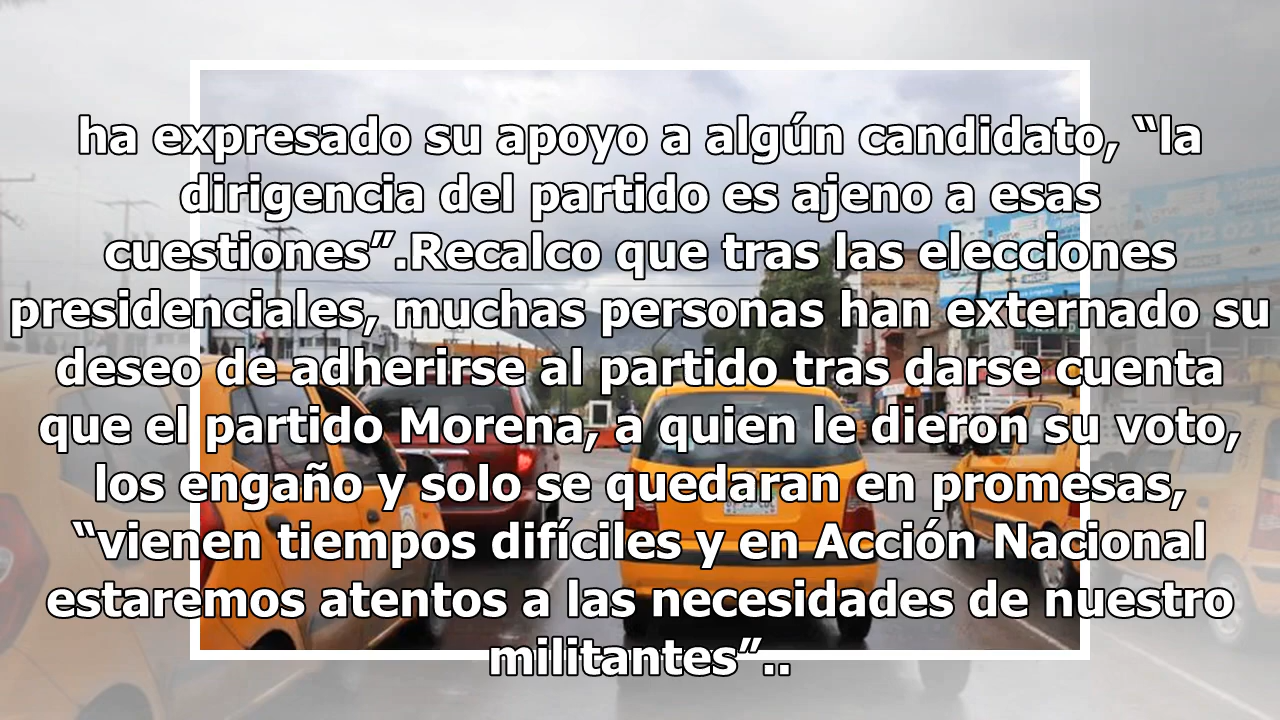 ha expresado su apoyo a algún candidato, “la
dirigencia del partido es ajeno a esas
cuestiones”.Recalco que tras las elecciones
presidenciales, muchas personas han externado su
deseo de adherirse al partido tras darse cuenta
que el partido Morena, a quien le dieron su voto,
los engaño y solo se quedaran en promesas,
“vienen tiempos difíciles y en Acción Nacional
estaremos atentos a las necesidades de nuestro
militantes”..
712 02 12